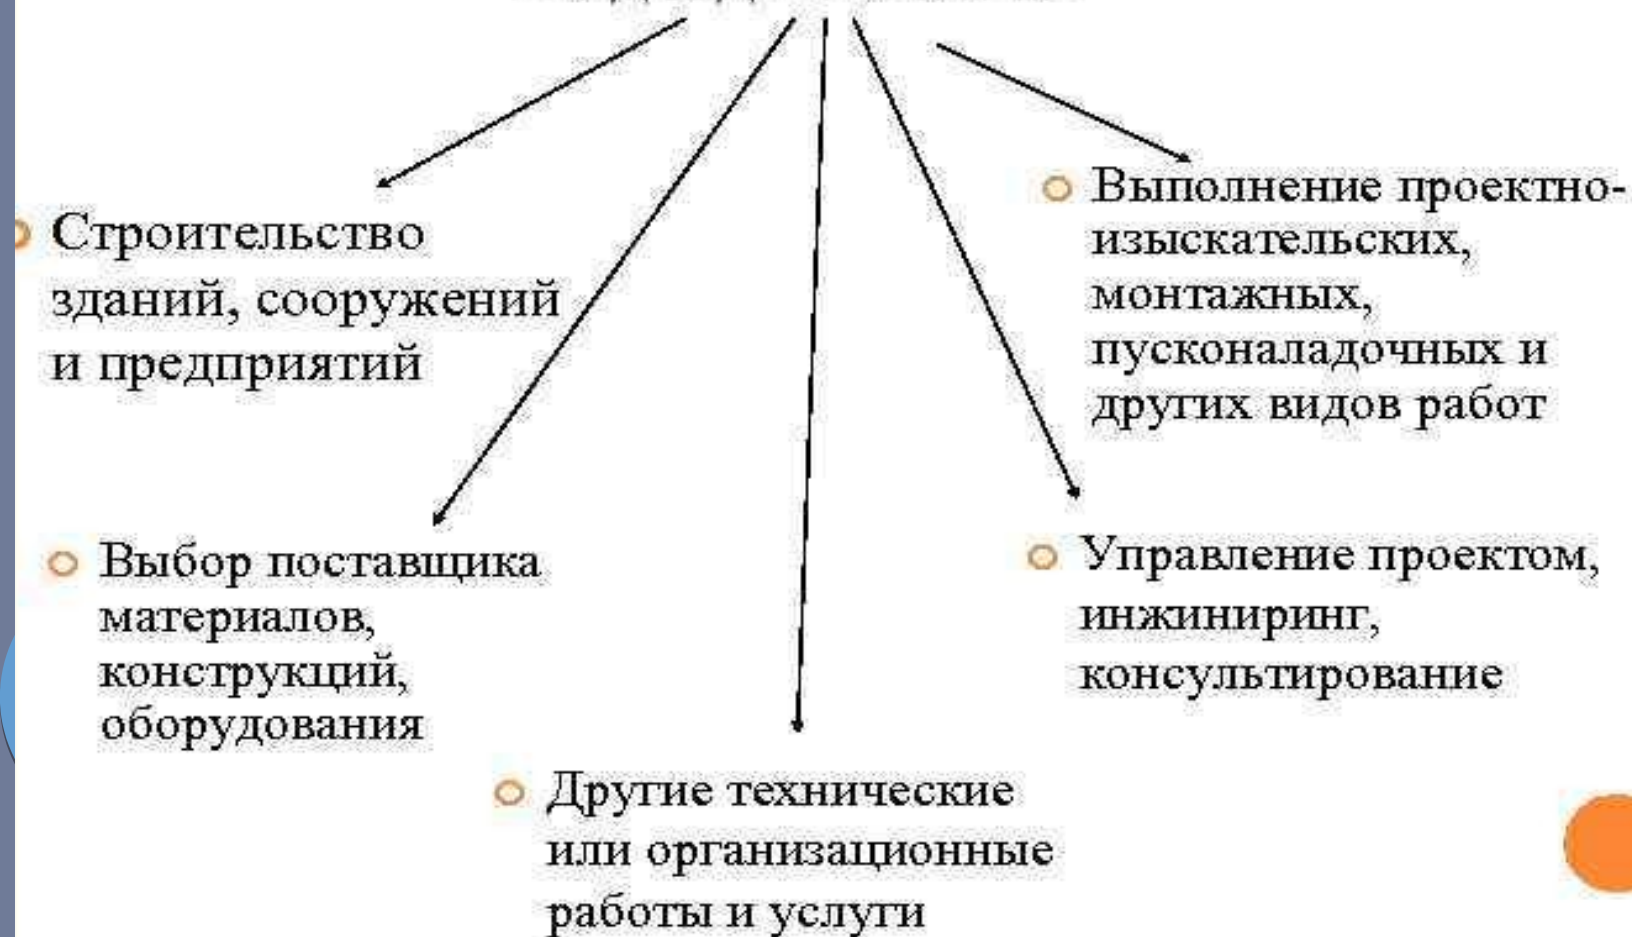 Строительство
зданий, сооружений
и предприятий
Выполнение проектно-
изыскательских,
монтажных,
пусконаладочных и
других видов работ
Выбор поставщика
материалов,
конструкций,
оборудования
Управление проектом,
инжиниринг,
консультирование
Другие технические
или организационные
работы и услуги